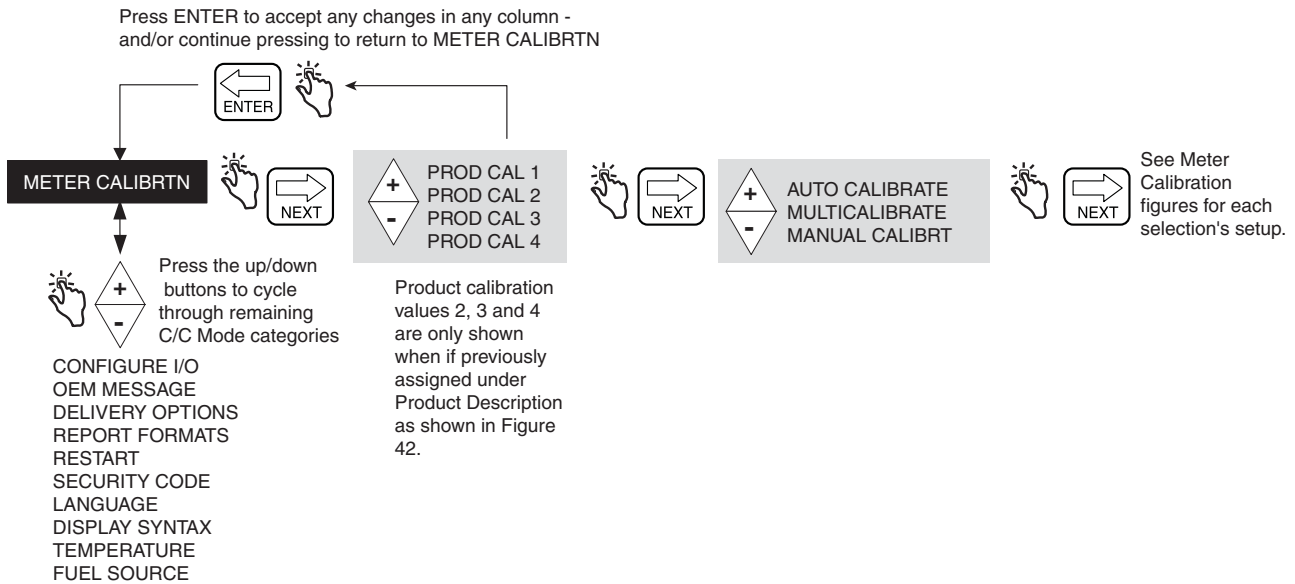 Press ENTER to accept any changes in any column -
and/or continue pressing to return to METER CALIBRTN
ENTER
METER CALIBRTN
NEXT
+
-
PROD CAL 1
PROD CAL 2
PROD CAL 3
PROD CAL 4
NEXT
+
-
AUTO CALIBRATE
MULTICALIBRATE
MANUAL CALIBRT
NEXT
See Meter
Calibration
figures for each
selection's setup.
+
-
Press the up/down
buttons to cycle
through remaining
C/C Mode categories
CONFIGURE I/O
OEM MESSAGE
DELIVERY OPTIONS
REPORT FORMATS
RESTART
SECURITY CODE
LANGUAGE
DISPLAY SYNTAX
TEMPERATURE
FUEL SOURCE
Product calibration
values 2, 3 and 4
are only shown
when if previously
assigned under
Product Description
as shown in Figure
42.